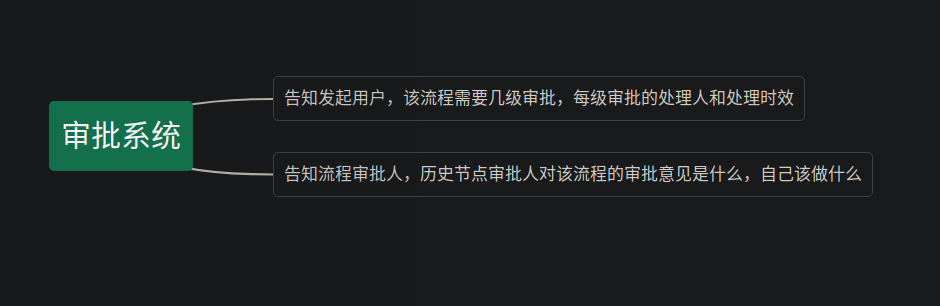 审批系统
告知发起用户，该流程需要几级审批，每级审批的处理人和处理时效
告知流程审批人，历史节点审批人对该流程的审批意见是什么，自己该做什么